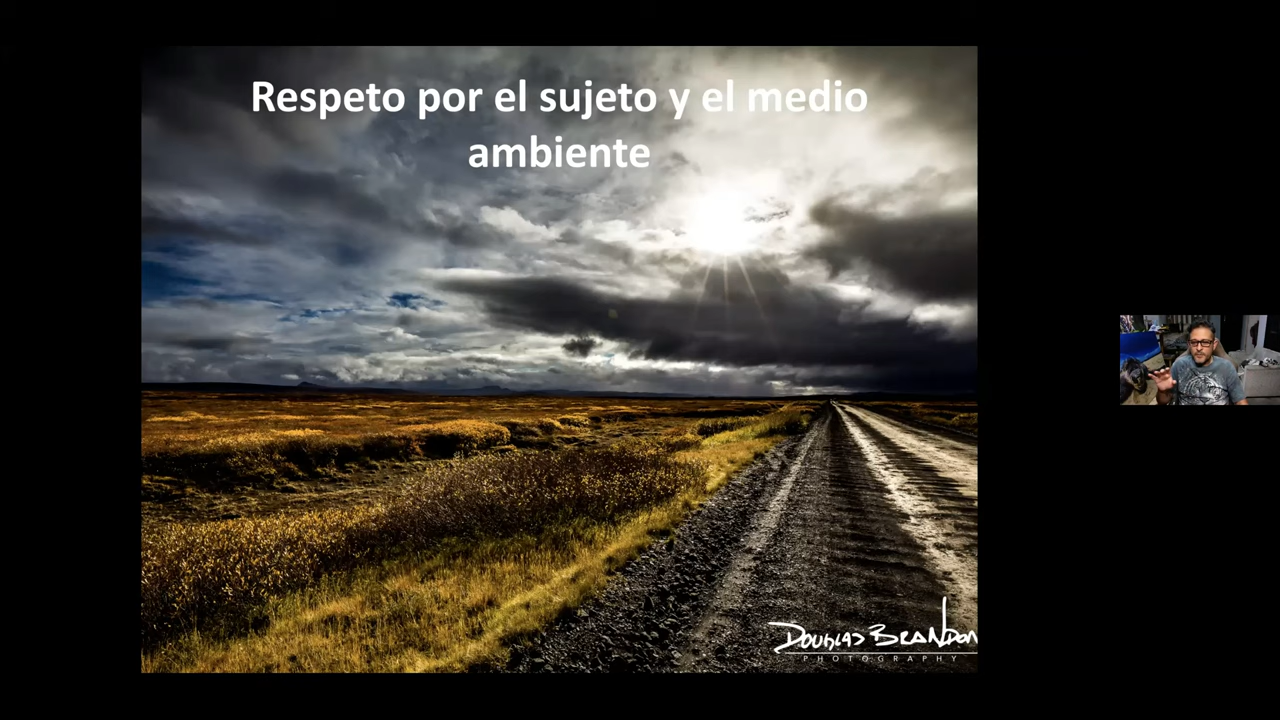 Respeto por el sujeto y el medio
ambiente
DOUGLAS BRANDON
PHOTOGRAPHY